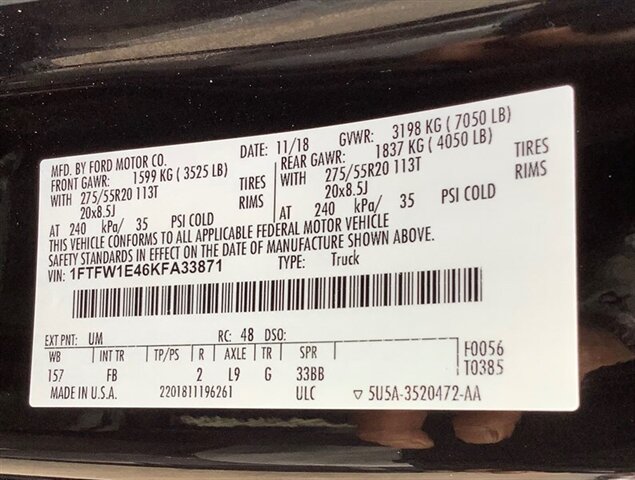 MFD. BY FORD MOTOR CO. DATE: 11/18 GVWR: 3198 KG ( 7050 LB)
FRONT GAWR: 1599 KG ( 3525 LB) REAR GAWR: 1837 KG ( 4050 LB)
WITH 275/55R20 113T TIRES WITH 275/55R20 113T TIRES
20x8.5J RIMS 20x8.5J RIMS
AT 240 kPa/ 35 PSI COLD AT 240 kPa/ 35 PSI COLD
THIS VEHICLE CONFORMS TO ALL APPLICABLE FEDERAL MOTOR VEHICLE
SAFETY STANDARDS IN EFFECT ON THE DATE OF MANUFACTURE SHOWN ABOVE.
VIN: 1FTFW1E46KFA33871 TYPE: Truck
EXT PNT: UM RC: 48 DSO:
WB INT TR TP/PS R AXLE TR SPR F0056
157 FB 2 L9 G 33BB T0385
MADE IN U.S.A. 2201811196261 ULC ▽ 5U5A-3520472-AA